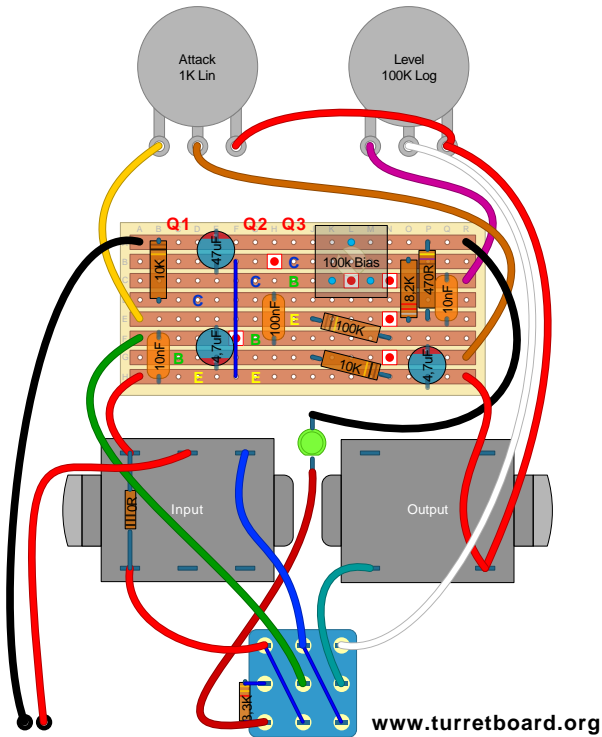 Attack
1K Lin
Level
100K Log
Q1
Q2
Q3
47uF
C
100k Bias
10K
C
B
C
8.2K
470R
10nF
100nF
E
100K
10nF
4,7uF
B
B
10K
4,7uF
E
E
Input
Output
3,3K
www.turretboard.org